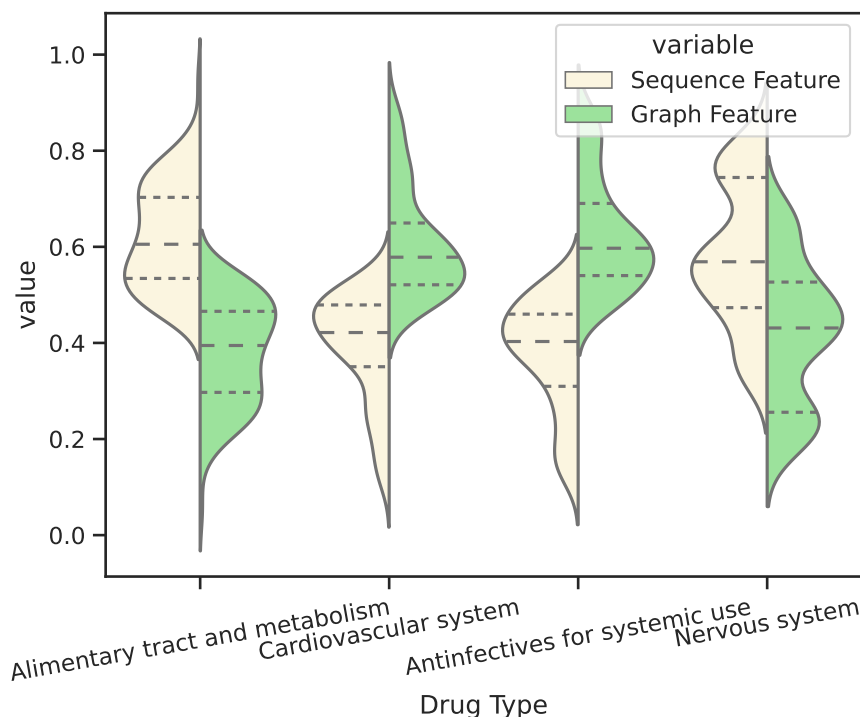 variable
Sequence Feature
Graph Feature
value
1.0
0.8
0.6
0.4
0.2
0.0
Alimentary tract and metabolism
Cardiovascular system
Antinfectives for systemic use
Nervous system
Drug Type